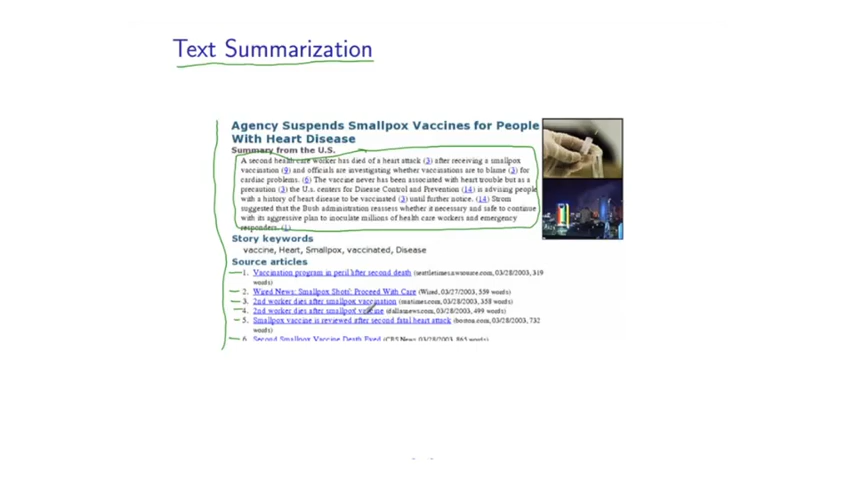 Text Summarization
Agency Suspends Smallpox Vaccines for People
With Heart Disease
Summary from the U.S.
A second health care worker has died of a heart attack (3) after receiving a smallpox
vaccination (9) and officials are investigating whether vaccinations are to blame (3) for
cardiac problems. (6) The vaccine never has been associated with heart trouble but as a
precaution (3) the U.s. centers for Disease Control and Prevention (14) is advising people
with a history of heart disease to be vaccinated (3) until further notice. (14) Strom
suggested that the Bush administration reassess whether it necessary and safe to continue
with its aggressive plan to inoculate millions of health care workers and emergency
responders. (1)
Story keywords
vaccine, Heart, Smallpox, vaccinated, Disease
Source articles
1. Vaccination program in peril after second death (seattletimes.nwsource.com, 03/28/2003, 319
words)
2. Wired News: Smallpox Shots: Proceed With Care (Wired, 03/27/2003, 559 words)
3. 2nd worker dies after smallpox vaccination (03/28/2003, 358 words)
4. 2nd worker dies after smallpox vaccine (dallasnews.com, 03/28/2003, 499 words)
5. Smallpox vaccine is reviewed after second fatal heart attack (boston.com, 03/28/2003, 732
words)
6. Second Smallpox Vaccine Death Eyed (CBS News, 03/28/2003, 865 words)